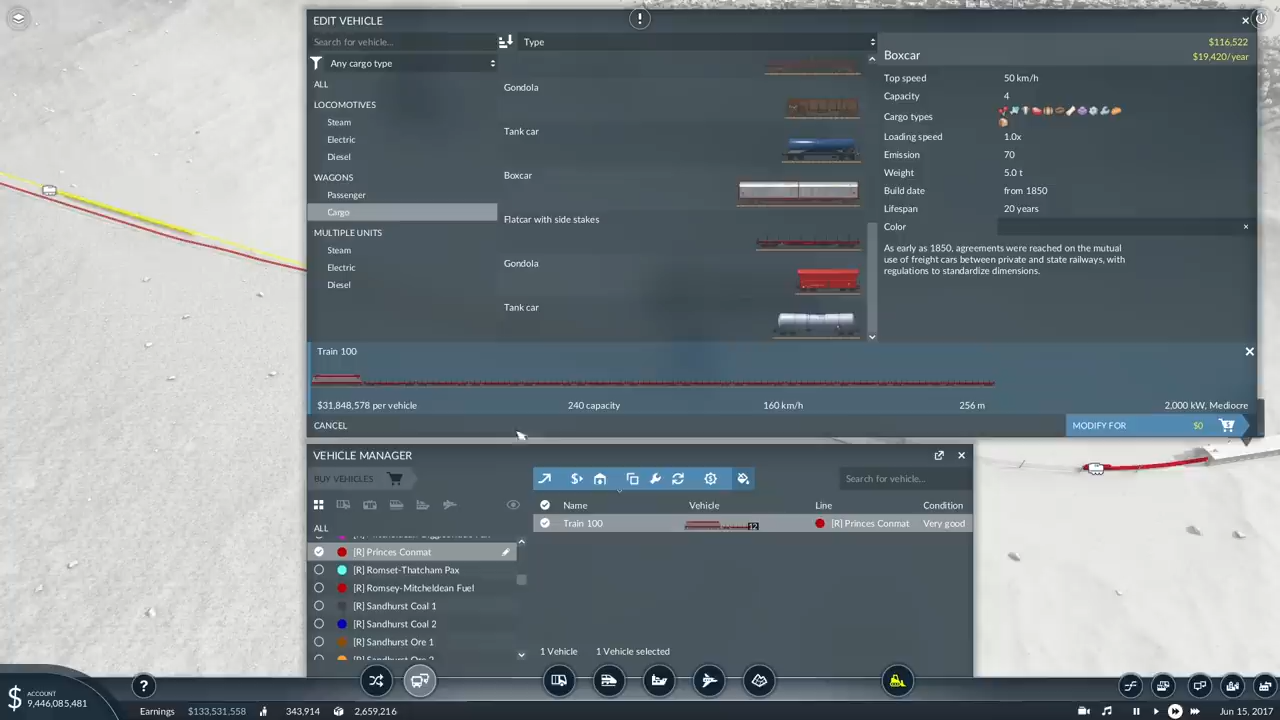 EDIT VEHICLE
Search for vehicle...
Type
Any cargo type
ALL
LOCOMOTIVES
Steam
Electric
Diesel
WAGONS
Passenger
Cargo
MULTIPLE UNITS
Steam
Electric
Diesel
Gondola
Tank car
Boxcar
Flatcar with side stakes
Gondola
Tank car
$116,522
Boxcar
$19,420/year
Top speed 50 km/h
Capacity 4
Cargo types
Loading speed 1.0x
Emission 70
Weight 5.0 t
Build date from 1850
Lifespan 20 years
Color
As early as 1850, agreements were reached on the mutual
use of freight cars between private and state railways, with
regulations to standardize dimensions.
Train 100
$31,848,578 per vehicle 240 capacity 160 km/h 256 m 2,000 kW, Mediocre
CANCEL
MODIFY FOR $0
VEHICLE MANAGER
BUY VEHICLES
Search for vehicle...
ALL
[R] Princes Conmat
[R] Romset-Thatcham Pax
[R] Romsey-Mitcheldean Fuel
[R] Sandhurst Coal 1
[R] Sandhurst Coal 2
[R] Sandhurst Ore 1
Name Vehicle Line Condition
Train 100 12 [R] Princes Conmat Very good
1 Vehicle 1 Vehicle selected
ACCOUNT
$ 9,446,085,481
?
Earnings $133,531,558 343,914 2,659,216
Jun 15, 2017